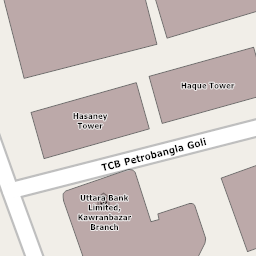 Haque Tower
Hasaney
Tower
TCB Petrobangla Goli
Uttara Bank
Limited,
Kawranbazar
Branch